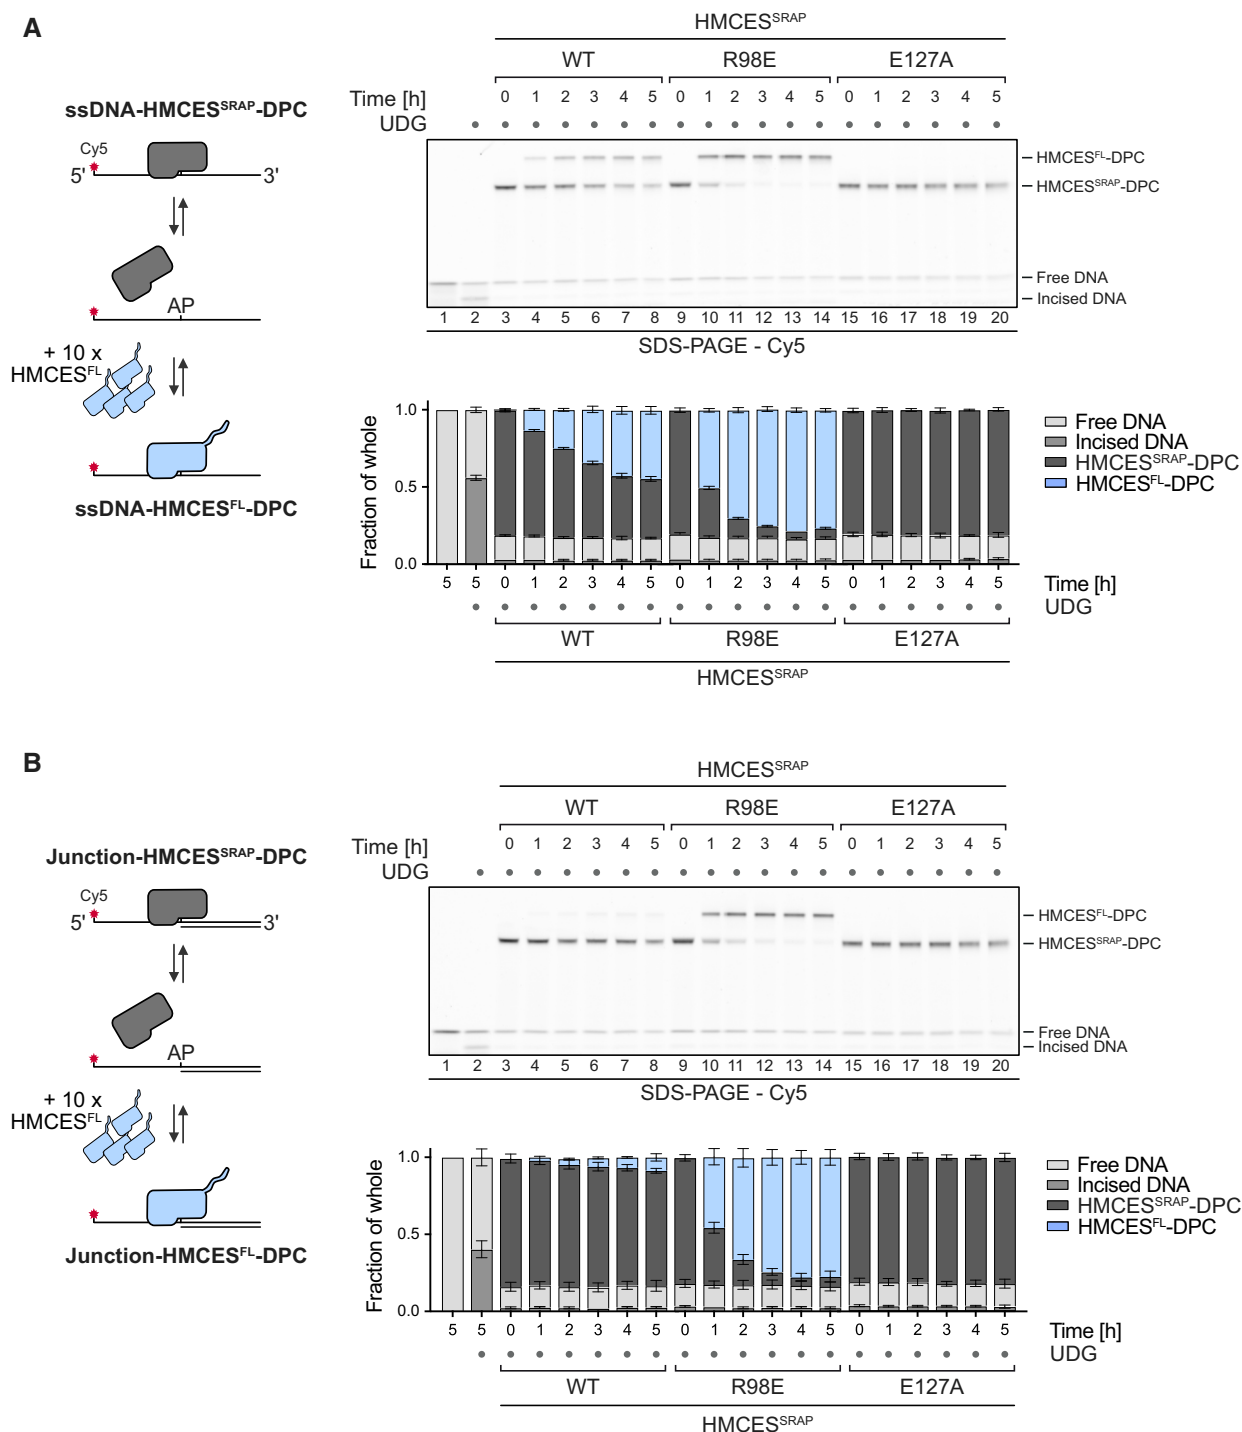 A
HMCESSRAP
WT R98E E127A
Time [h] 0 1 2 3 4 5 0 1 2 3 4 5 0 1 2 3 4 5
UDG
ssDNA-HMCESSRAP-DPC
Cy5
5' 3'
AP
+ 10 x
HMCESFL
ssDNA-HMCESFL-DPC
HMCESFL-DPC
HMCESSRAP-DPC
Free DNA
Incised DNA
1 2 3 4 5 6 7 8 9 10 11 12 13 14 15 16 17 18 19 20
SDS-PAGE - Cy5
Fraction of whole
1.0
0.5
0.0
Free DNA
Incised DNA
HMCESSRAP-DPC
HMCESFL-DPC
5 5 0 1 2 3 4 5 0 1 2 3 4 5 0 1 2 3 4 5 Time [h]
UDG
WT R98E E127A
HMCESSRAP
B
HMCESSRAP
WT R98E E127A
Time [h] 0 1 2 3 4 5 0 1 2 3 4 5 0 1 2 3 4 5
UDG
Junction-HMCESSRAP-DPC
Cy5
5' 3'
AP
+ 10 x
HMCESFL
Junction-HMCESFL-DPC
HMCESFL-DPC
HMCESSRAP-DPC
Free DNA
Incised DNA
1 2 3 4 5 6 7 8 9 10 11 12 13 14 15 16 17 18 19 20
SDS-PAGE - Cy5
Fraction of whole
1.0
0.5
0.0
Free DNA
Incised DNA
HMCESSRAP-DPC
HMCESFL-DPC
5 5 0 1 2 3 4 5 0 1 2 3 4 5 0 1 2 3 4 5 Time [h]
UDG
WT R98E E127A
HMCESSRAP